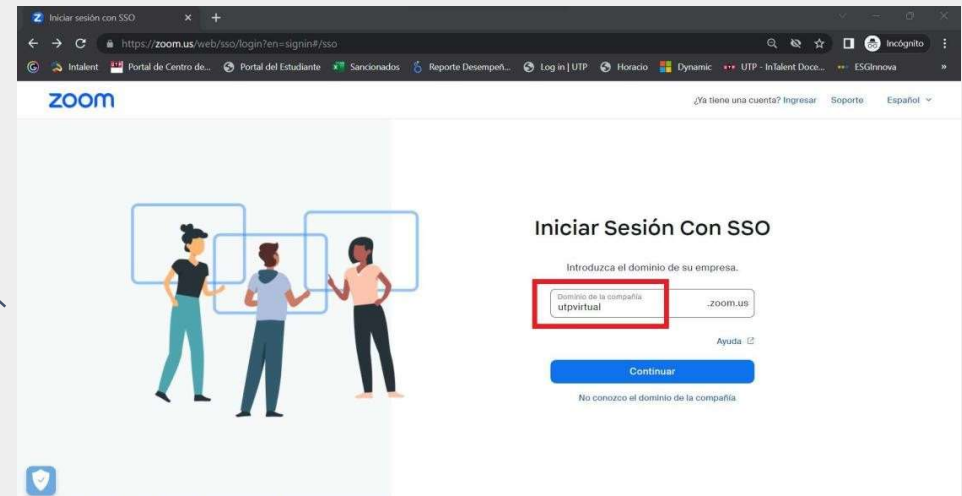 Iniciar sesión con SSO
https://zoom.us/web/sso/login?en=signin#/sso
Incógnito
Intalent Portal de Centro de... Portal del Estudiante Sancionados Reporte Desempeñ... Log in | UTP Horacio Dynamic UTP - InTalent Doce... ESGInnova »
zoom
¿Ya tiene una cuenta? Ingresar Soporte Español
Iniciar Sesión Con SSO
Introduzca el dominio de su empresa.
Dominio de la compañía
utpvirtual .zoom.us
Ayuda
Continuar
No conozco el dominio de la compañía